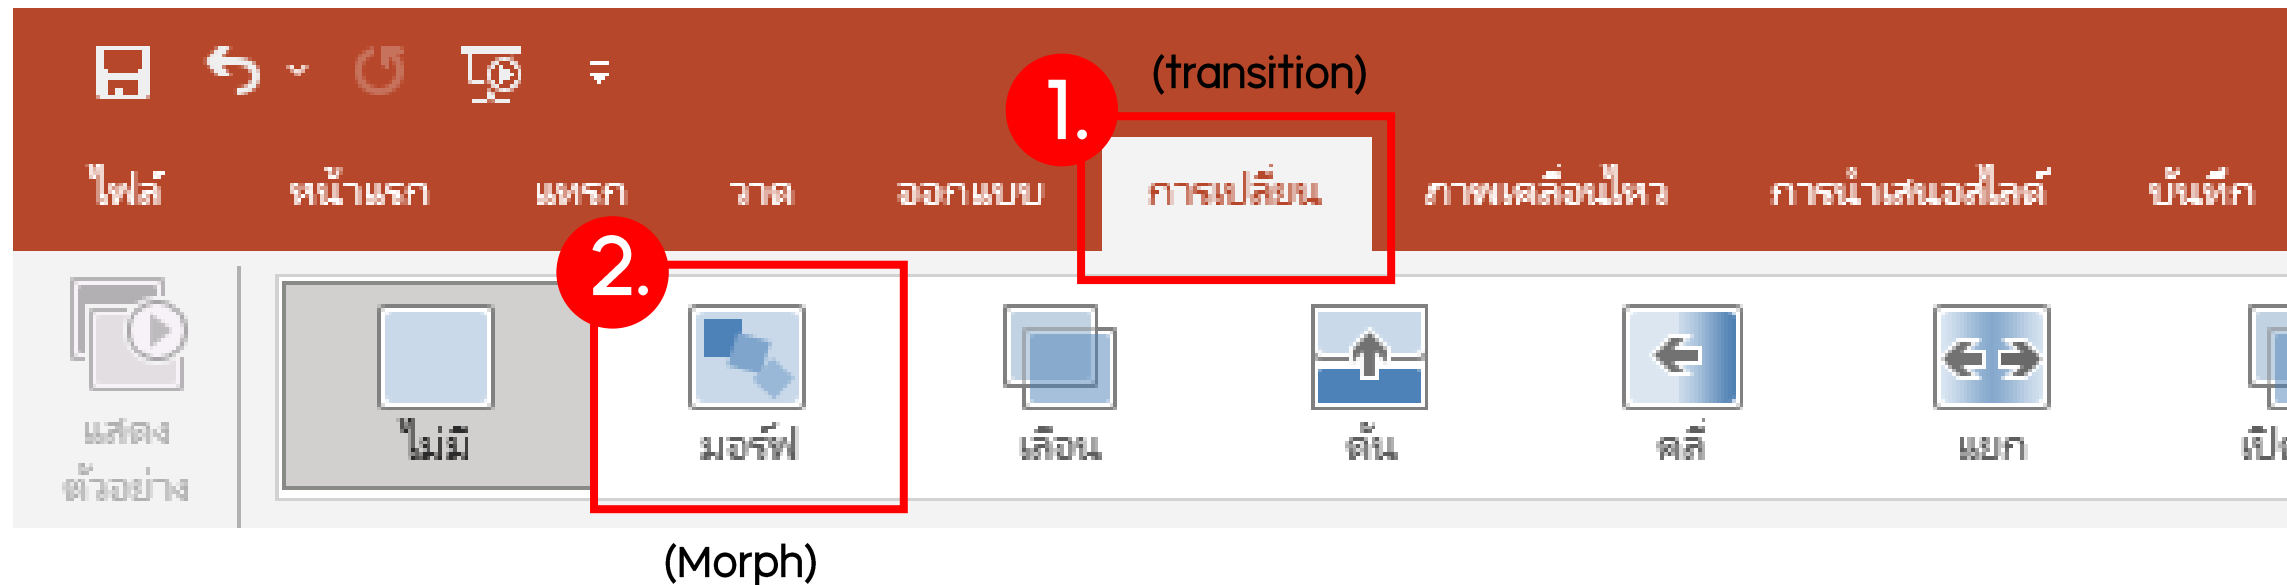 (transition)
1.
ไฟล์ หน้าแรก แทรก วาด ออกแบบ การเปลี่ยน ภาพเคลื่อนไหว การนำเสนอสไลด์ บันทึก
2.
แสดง
ตัวอย่าง
ไม่มี มอร์ฟ เลือน ดัน คลี่ แยก
(Morph)